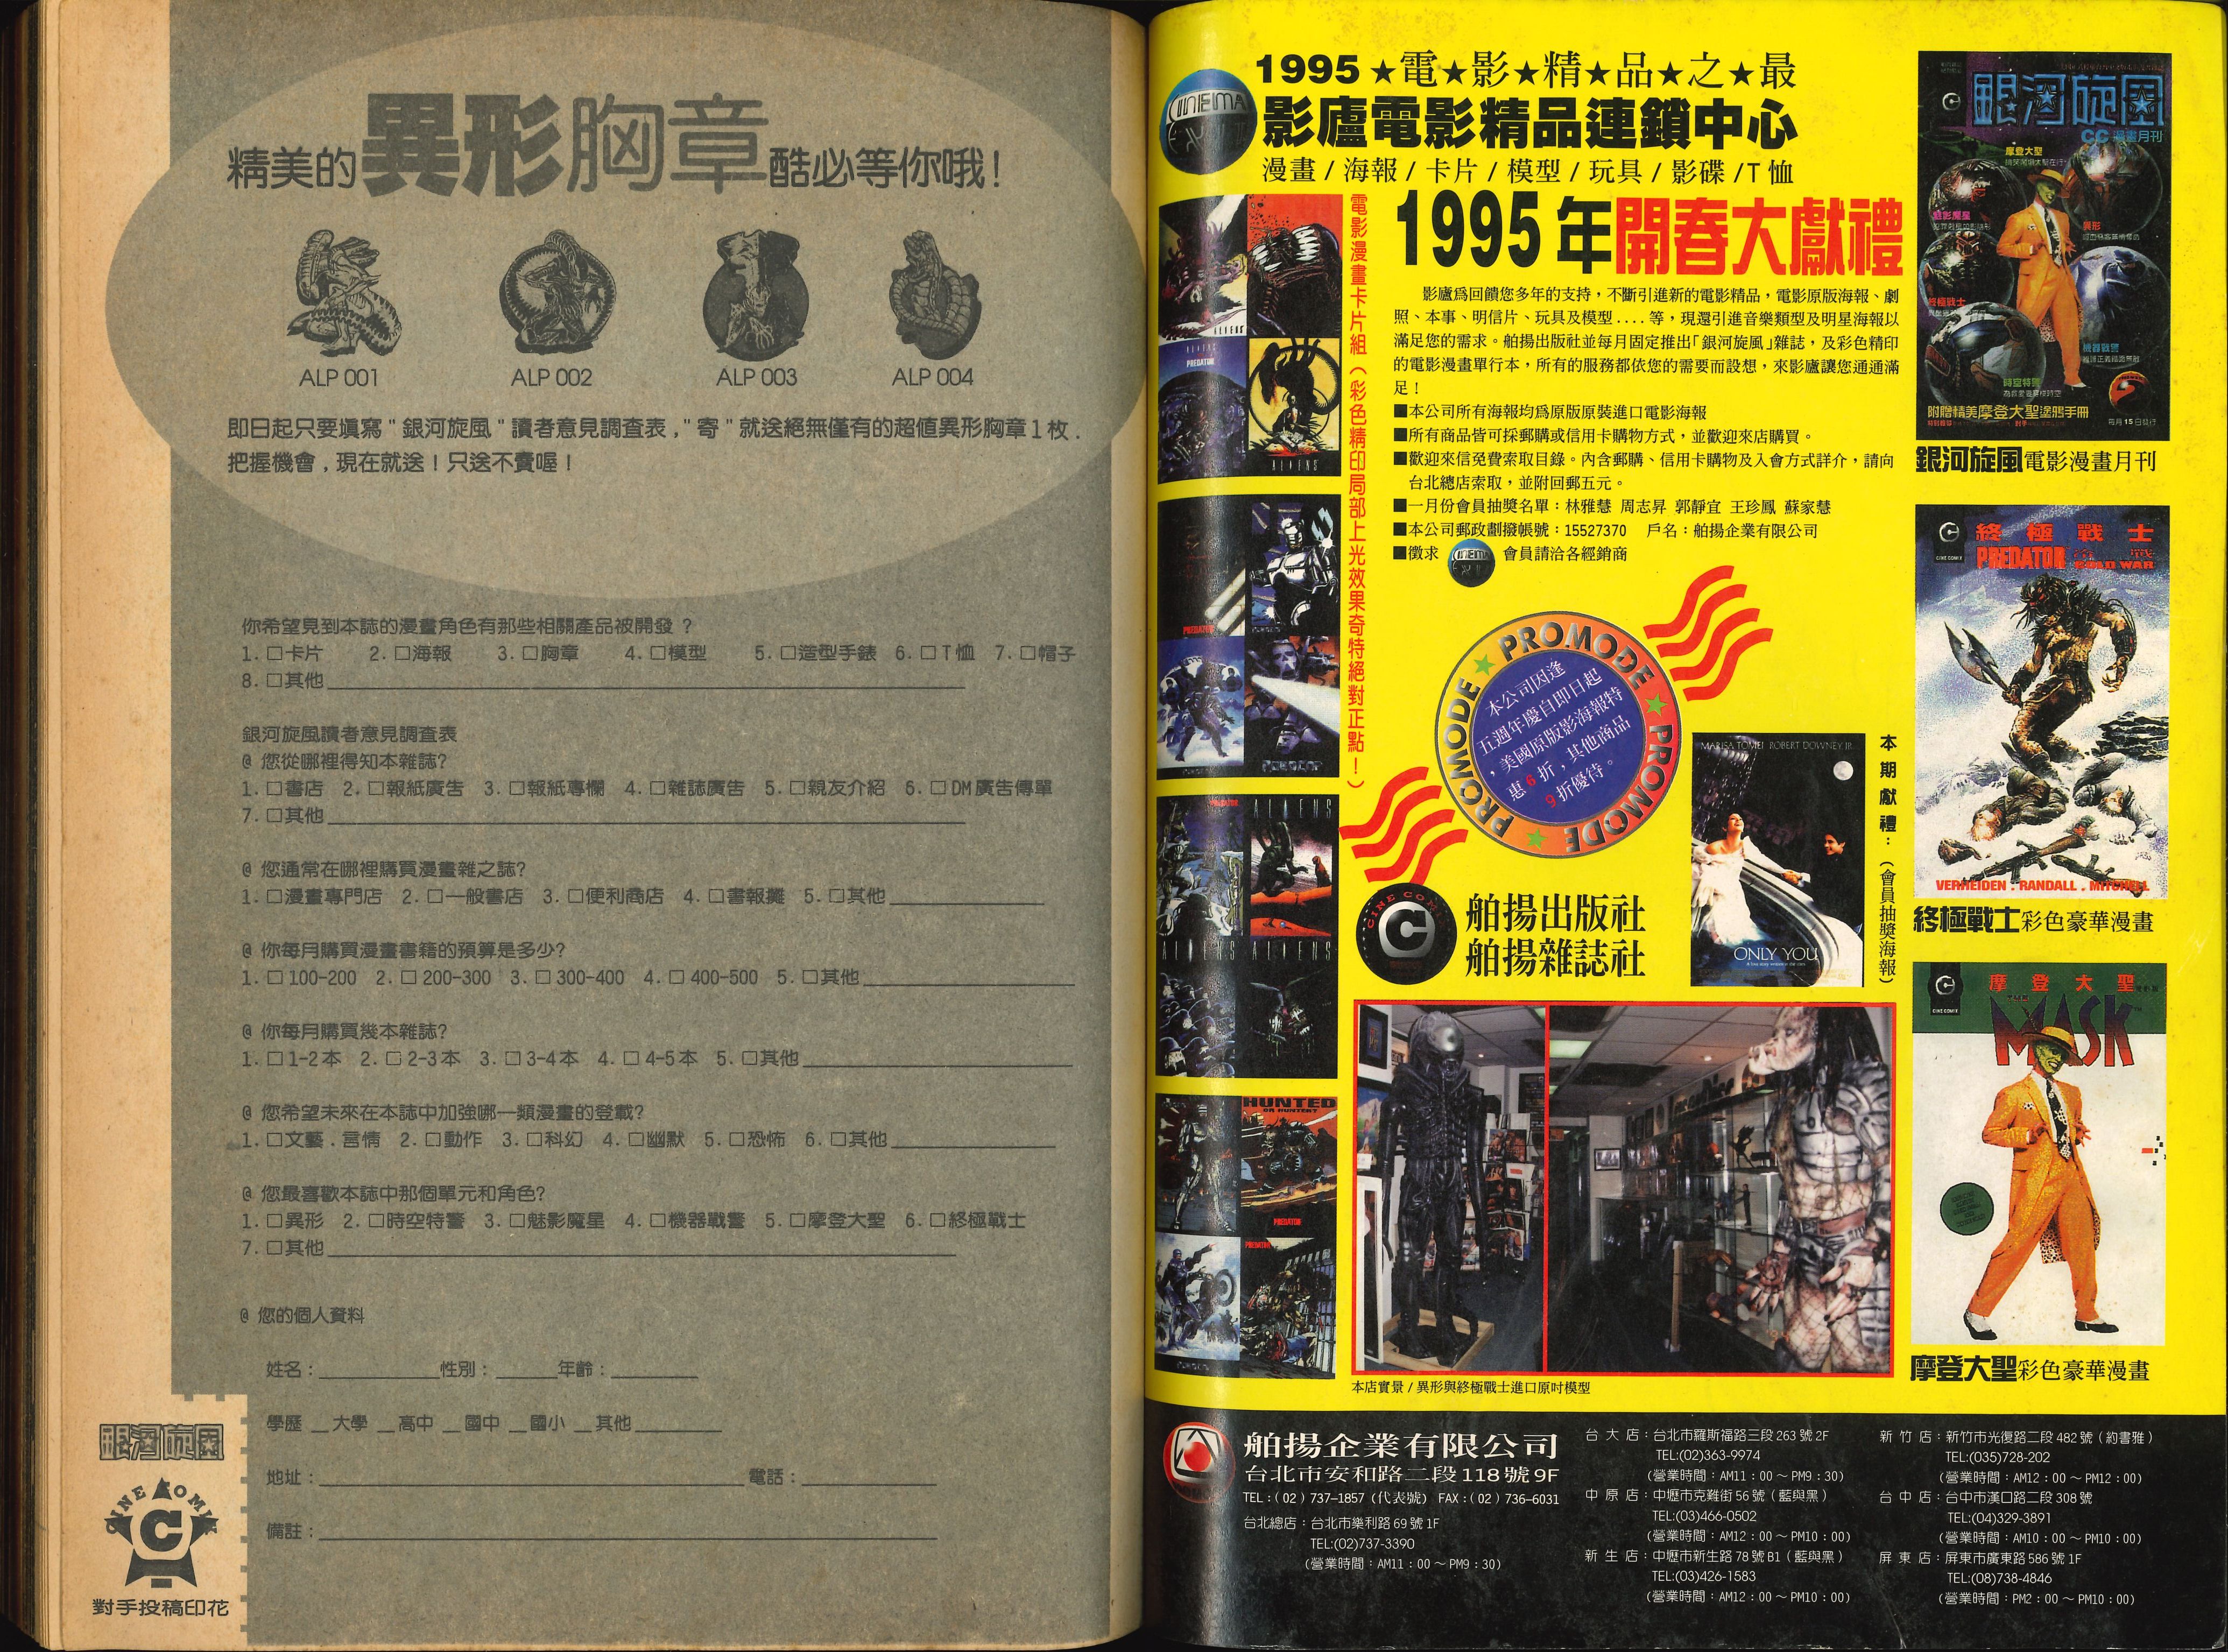 精美的異形胸章酷必等你哦！
ALP 001
ALP 002
ALP 003
ALP 004
即日起只要填寫＂銀河旋風＂讀者意見調查表，＂寄＂就送絕無僅有的超值異形胸章1枚．
把握機會，現在就送！只送不賣喔！
你希望見到本誌的漫畫角色有那些相關產品被開發？
1.□卡片 2.□海報 3.□胸章 4.□模型 5.□造型手錶 6.□T恤 7.□帽子
8.□其他
銀河旋風讀者意見調查表
@ 您從哪裡得知本雜誌?
1.□書店 2.□報紙廣告 3.□報紙專欄 4.□雜誌廣告 5.□親友介紹 6.□DM廣告傳單
7.□其他
@ 您通常在哪裡購買漫畫雜之誌?
1.□漫畫專門店 2.□一般書店 3.□便利商店 4.□書報攤 5.□其他
@ 你每月購買漫畫書籍的預算是多少?
1.□100-200 2.□200-300 3.□300-400 4.□400-500 5.□其他
@ 你每月購買幾本雜誌?
1.□1-2本 2.□2-3本 3.□3-4本 4.□4-5本 5.□其他
@ 您希望未來在本誌中加強哪一類漫畫的登載?
1.□文藝．言情 2.□動作 3.□科幻 4.□幽默 5.□恐怖 6.□其他
@ 您最喜歡本誌中那個單元和角色?
1.□異形 2.□時空特警 3.□魅影魔星 4.□機器戰警 5.□摩登大聖 6.□終極戰士
7.□其他
@ 您的個人資料
姓名：性別：年齡：
學歷 __大學 __高中 __國中 __國小 __其他
地址：電話：
備註：
銀河旋風
CINE COMIX
C
對手投稿印花
1995★電★影★精★品★之★最
CINEMA
影廬電影精品連鎖中心
漫畫/海報/卡片/模型/玩具/影碟/T恤
1995年開春大獻禮
影廬爲回饋您多年的支持，不斷引進新的電影精品，電影原版海報、劇
照、本事、明信片、玩具及模型....等，現還引進音樂類型及明星海報以
滿足您的需求。舶揚出版社並每月固定推出「銀河旋風」雜誌，及彩色精印
的電影漫畫單行本，所有的服務都依您的需要而設想，來影廬讓您通通滿
足！
■本公司所有海報均爲原版原裝進口電影海報
■所有商品皆可採郵購或信用卡購物方式，並歡迎來店購買。
■歡迎來信免費索取目錄。內含郵購、信用卡購物及入會方式詳介，請向
台北總店索取，並附回郵五元。
■一月份會員抽獎名單：林雅慧 周志昇 郭靜宜 王珍鳳 蘇家慧
■本公司郵政劃撥帳號：15527370 戶名：舶揚企業有限公司
■徵求 會員請洽各經銷商
電影漫畫卡片組（彩色精印局部上光效果奇特絕對正點！）
ALIENS
PREDATOR
ALIENS
ALIENS
PREDATOR
ALIENS
ALIENS
HUNTED
OR HUNTER?
PREDATOR
PREDATOR
PROMODE ★ PROMODE ★ PROMODE ★ PROMODE
本公司因逢
五週年慶自即日起
，美國原版影海報特
惠6折，其他商品
9折優待。
CINE COMIX
舶揚出版社
舶揚雜誌社
MARISA TOMEI ROBERT DOWNEY JR.
ONLY YOU
本期獻禮：（會員抽獎海報）
本店實景/異形與終極戰士進口原吋模型
銀河旋風
CC 漫畫月刊
摩登大聖
魅影魔星
異形
終極戰士
機器戰警
時空特警
附贈精美摩登大聖塗鴉手冊
每月15日發行
銀河旋風電影漫畫月刊
CINE COMIX
終極戰士
PREDATOR
COLD WAR
VERHEIDEN . RANDALL . MITCHELL
終極戰士彩色豪華漫畫
CINE COMIX
摩登大聖
THE
MASK
摩登大聖彩色豪華漫畫
舶揚企業有限公司
台北市安和路二段118號9F
TEL：(02) 737-1857 (代表號) FAX：(02) 736-6031
台北總店：台北市樂利路69號1F
TEL:(02)737-3390
（營業時間：AM11：00～PM9：30）
台大店：台北市羅斯福路三段263號2F
TEL:(02)363-9974
（營業時間：AM11：00～PM9：30）
中原店：中壢市克難街56號（藍與黑）
TEL:(03)466-0502
（營業時間：AM12：00～PM10：00）
新生店：中壢市新生路78號B1（藍與黑）
TEL:(03)426-1583
（營業時間：AM12：00～PM10：00）
新竹店：新竹市光復路二段482號（約書雅）
TEL:(035)728-202
（營業時間：AM12：00～PM12：00）
台中店：台中市漢口路二段308號
TEL:(04)329-3891
（營業時間：AM10：00～PM10：00）
屏東店：屏東市廣東路586號1F
TEL:(08)738-4846
（營業時間：PM2：00～PM10：00）